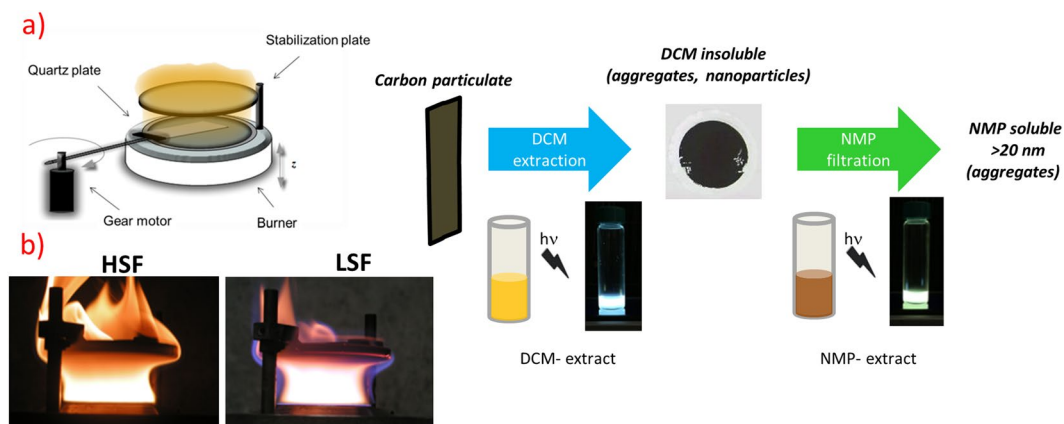 a)
Stabilization plate
Quartz plate
z
Gear motor
Burner
b)
HSF
LSF
Carbon particulate
DCM
extraction
DCM insoluble
(aggregates, nanoparticles)
NMP
filtration
NMP soluble
>20 nm
(aggregates)
hν
DCM- extract
hν
NMP- extract